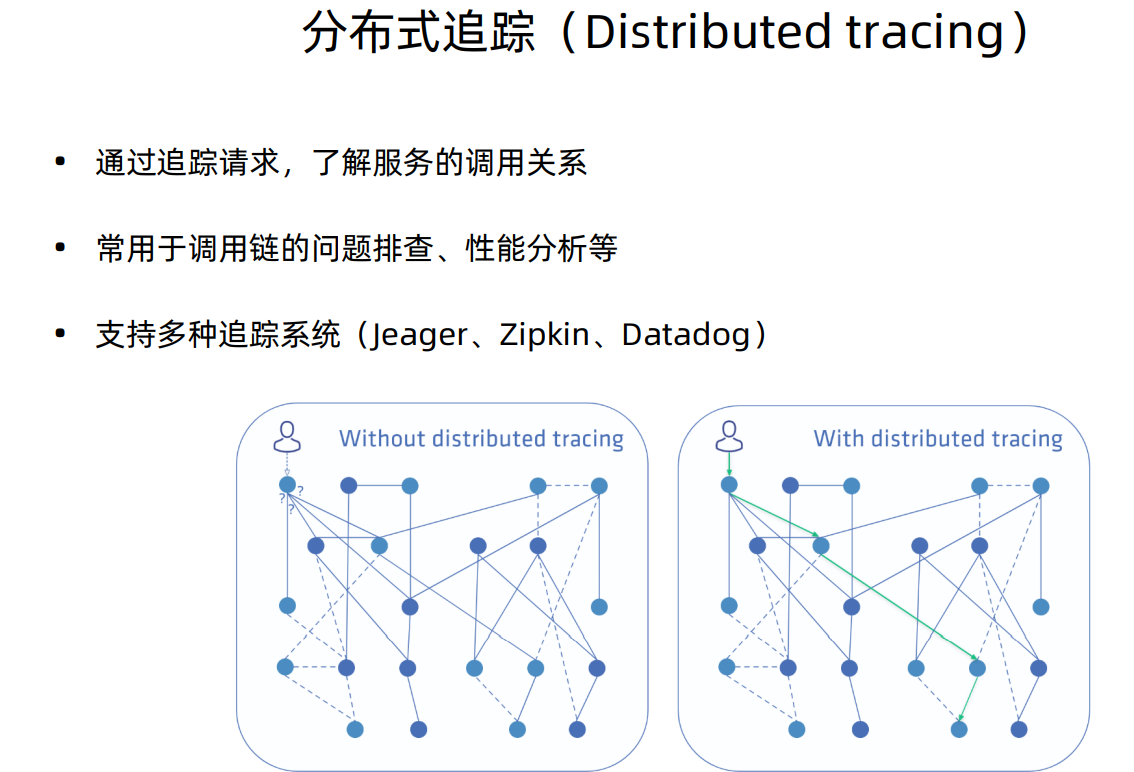 分布式追踪（Distributed tracing）
• 通过追踪请求，了解服务的调用关系
• 常用于调用链的问题排查、性能分析等
• 支持多种追踪系统（Jeager、Zipkin、Datadog）
Without distributed tracing
? ?
?
With distributed tracing